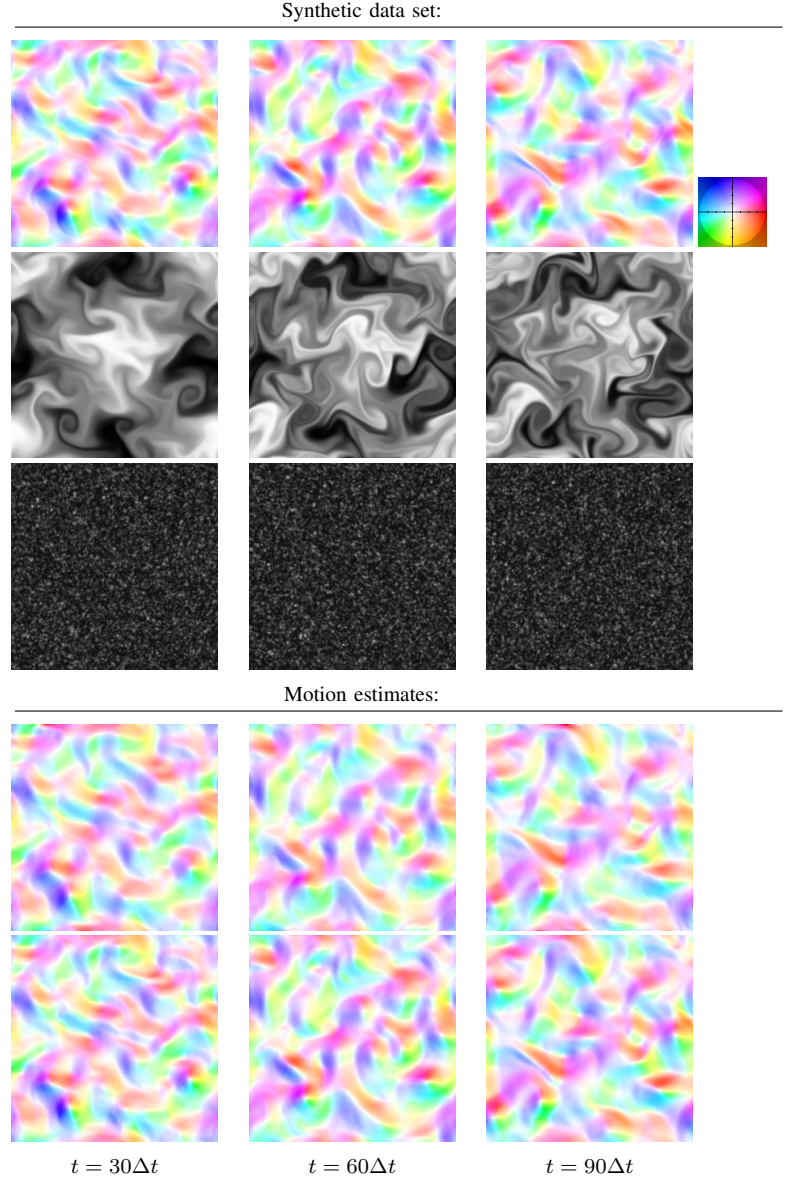 Synthetic data set:
Motion estimates:
t = 30Δt
t = 60Δt
t = 90Δt